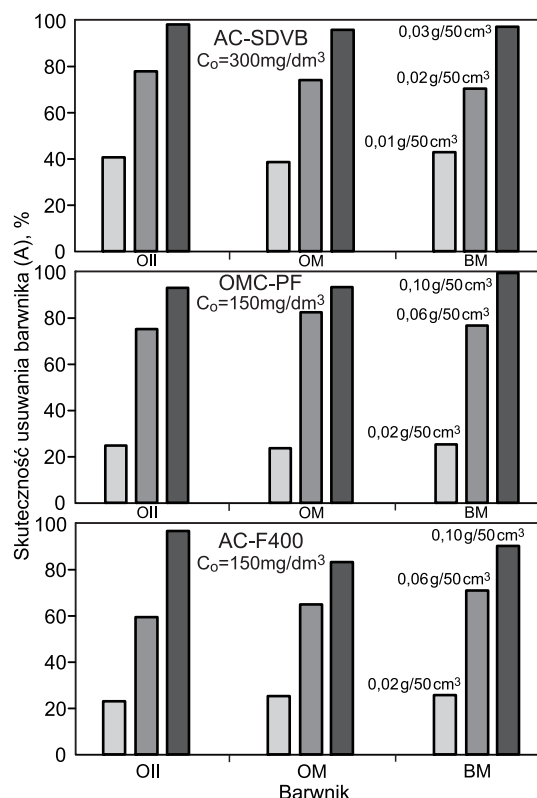 Skuteczność usuwania barwnika (A), %
100
80
60
40
20
0
AC-SDVB
Co=300mg/dm³
0,03g/50cm³
0,02g/50cm³
0,01g/50cm³
OII OM BM
100
80
60
40
20
0
OMC-PF
Co=150mg/dm³
0,10g/50cm³
0,06g/50cm³
0,02g/50cm³
OII OM BM
100
80
60
40
20
0
AC-F400
Co=150mg/dm³
0,10g/50cm³
0,06g/50cm³
0,02g/50cm³
OII OM BM
Barwnik